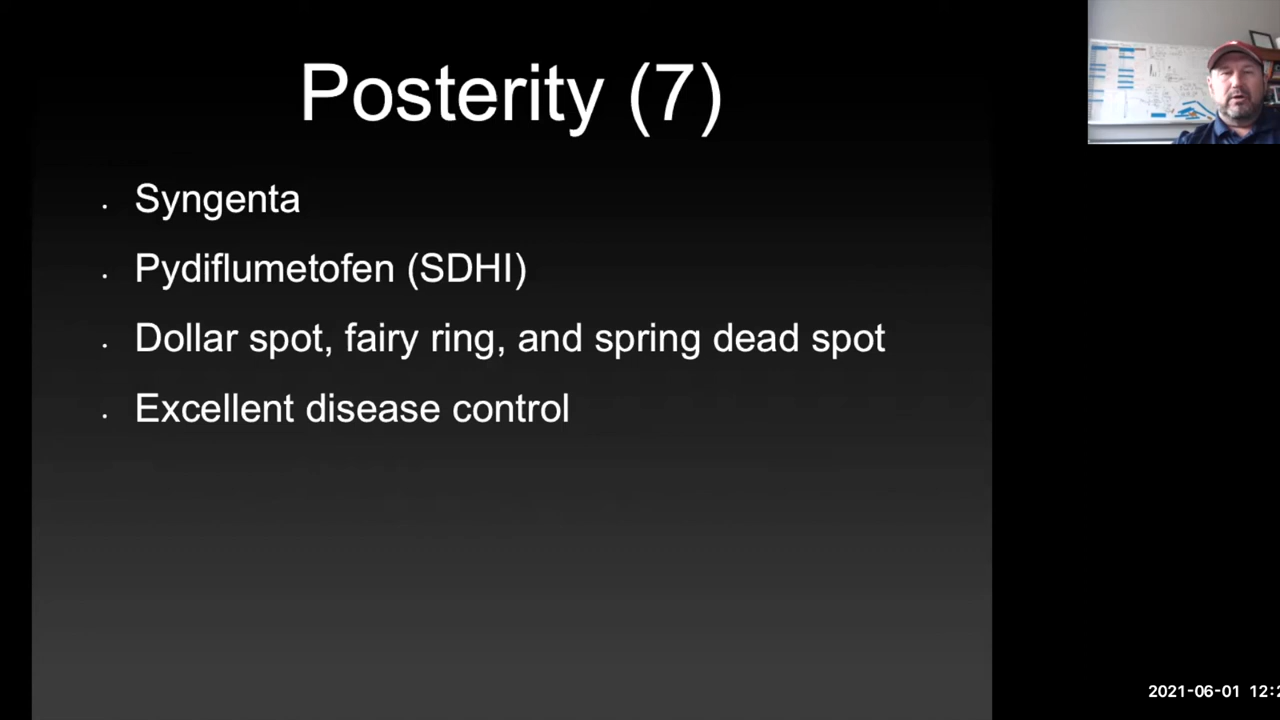 Posterity (7)
Syngenta
Pydiflumetofen (SDHI)
Dollar spot, fairy ring, and spring dead spot
Excellent disease control
2021-06-01 12:2